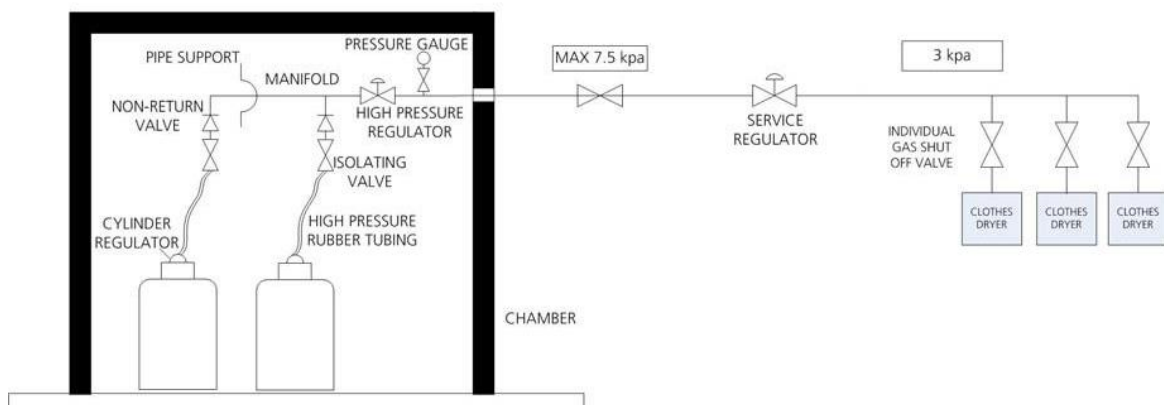 PRESSURE GAUGE
PIPE SUPPORT
MANIFOLD
NON-RETURN
VALVE
HIGH PRESSURE
REGULATOR
ISOLATING
VALVE
CYLINDER
REGULATOR
HIGH PRESSURE
RUBBER TUBING
CHAMBER
MAX 7.5 kpa
SERVICE
REGULATOR
3 kpa
INDIVIDUAL
GAS SHUT
OFF VALVE
CLOTHES
DRYER
CLOTHES
DRYER
CLOTHES
DRYER